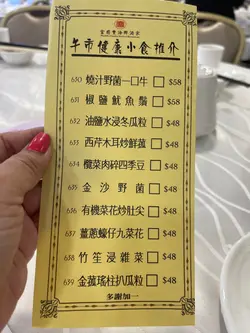 午市健康小食推介
630 燒汁野菌一口牛 □ $58
631 椒鹽魷魚鬚 □ $58
632 油鹽水浸冬瓜粒 □ $48
633 西芹木耳炒鮮蔬 □ $48
634 欖菜肉碎四季豆 □ $48
635 金沙野菌 □ $48
636 有機菜花炒肚尖 □ $48
637 薑蔥蠔仔九菜花 □ $48
638 竹笙浸雜菜 □ $48
639 金菰瑤柱扒瓜粒 □ $48
多謝加一